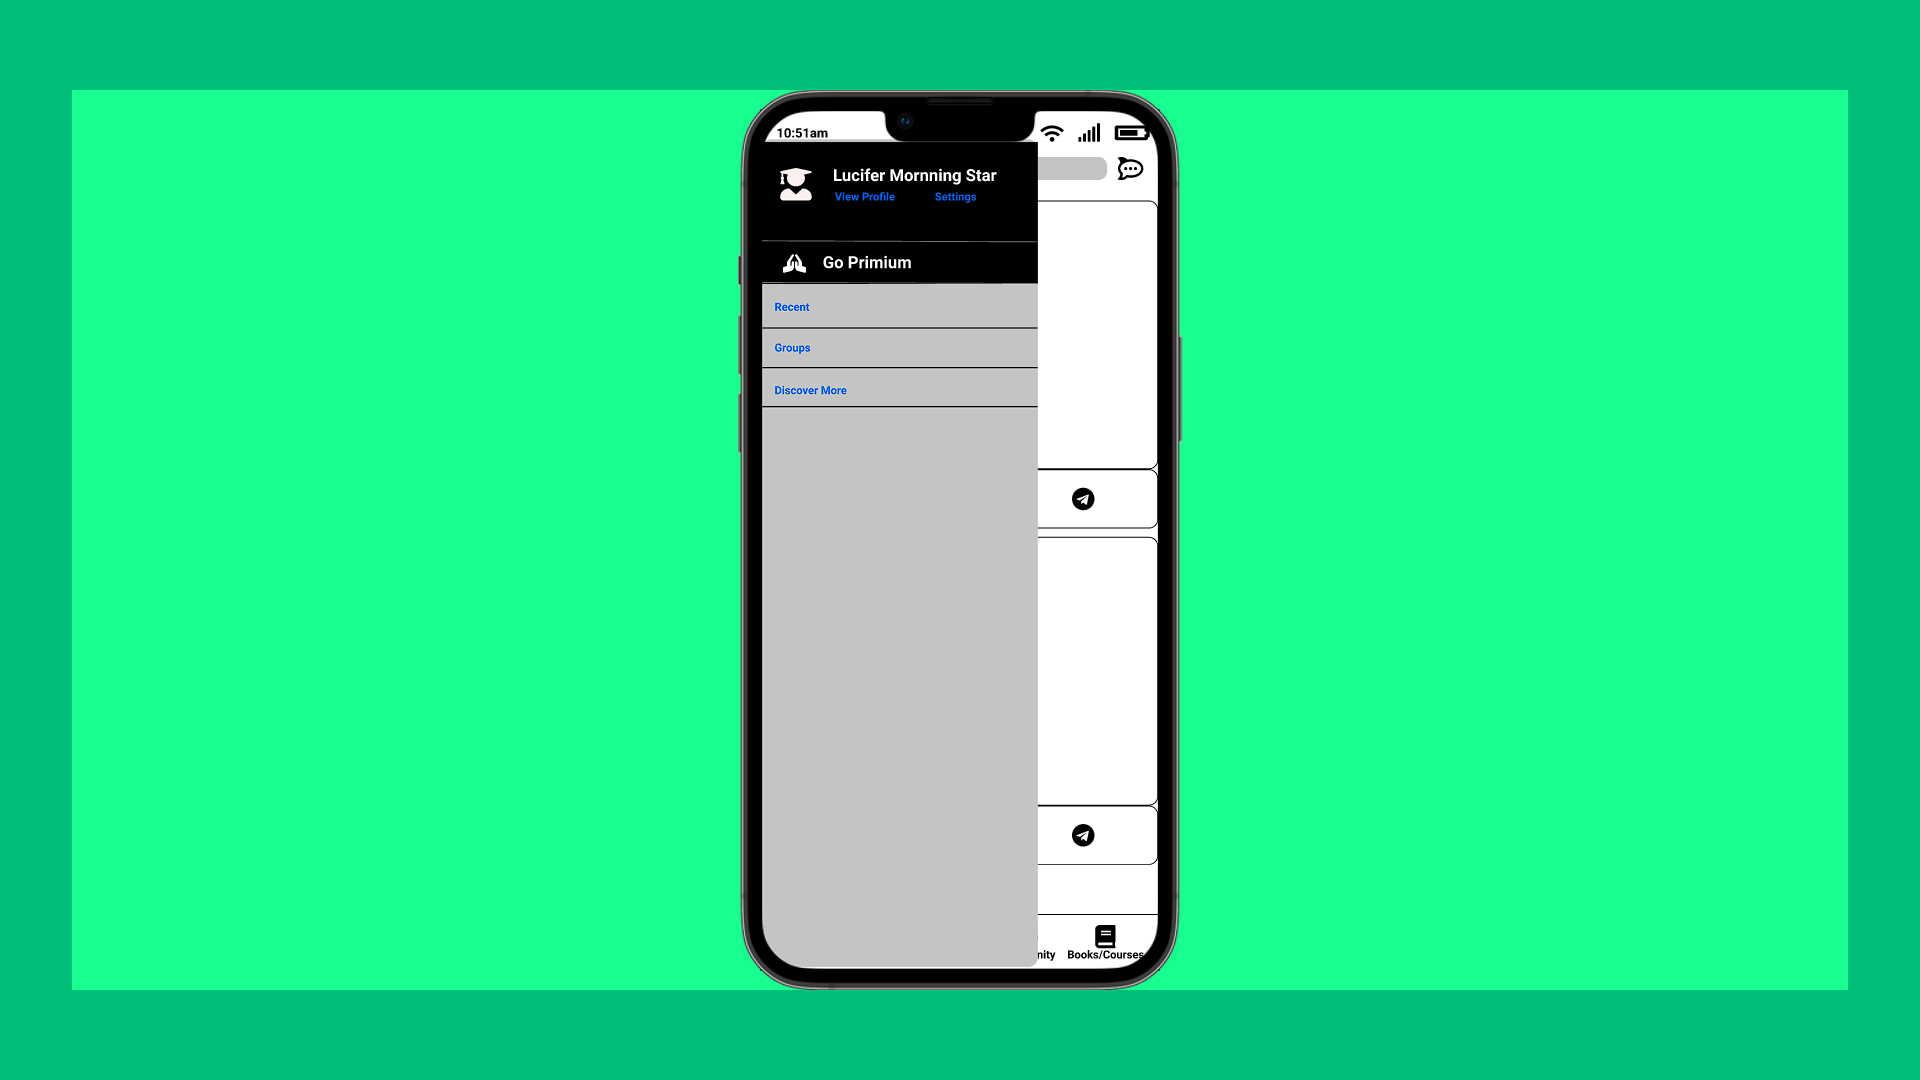 10:51am
Lucifer Mornning Star
View Profile Settings
Go Primium
Recent
Groups
Discover More
nity Books/Courses